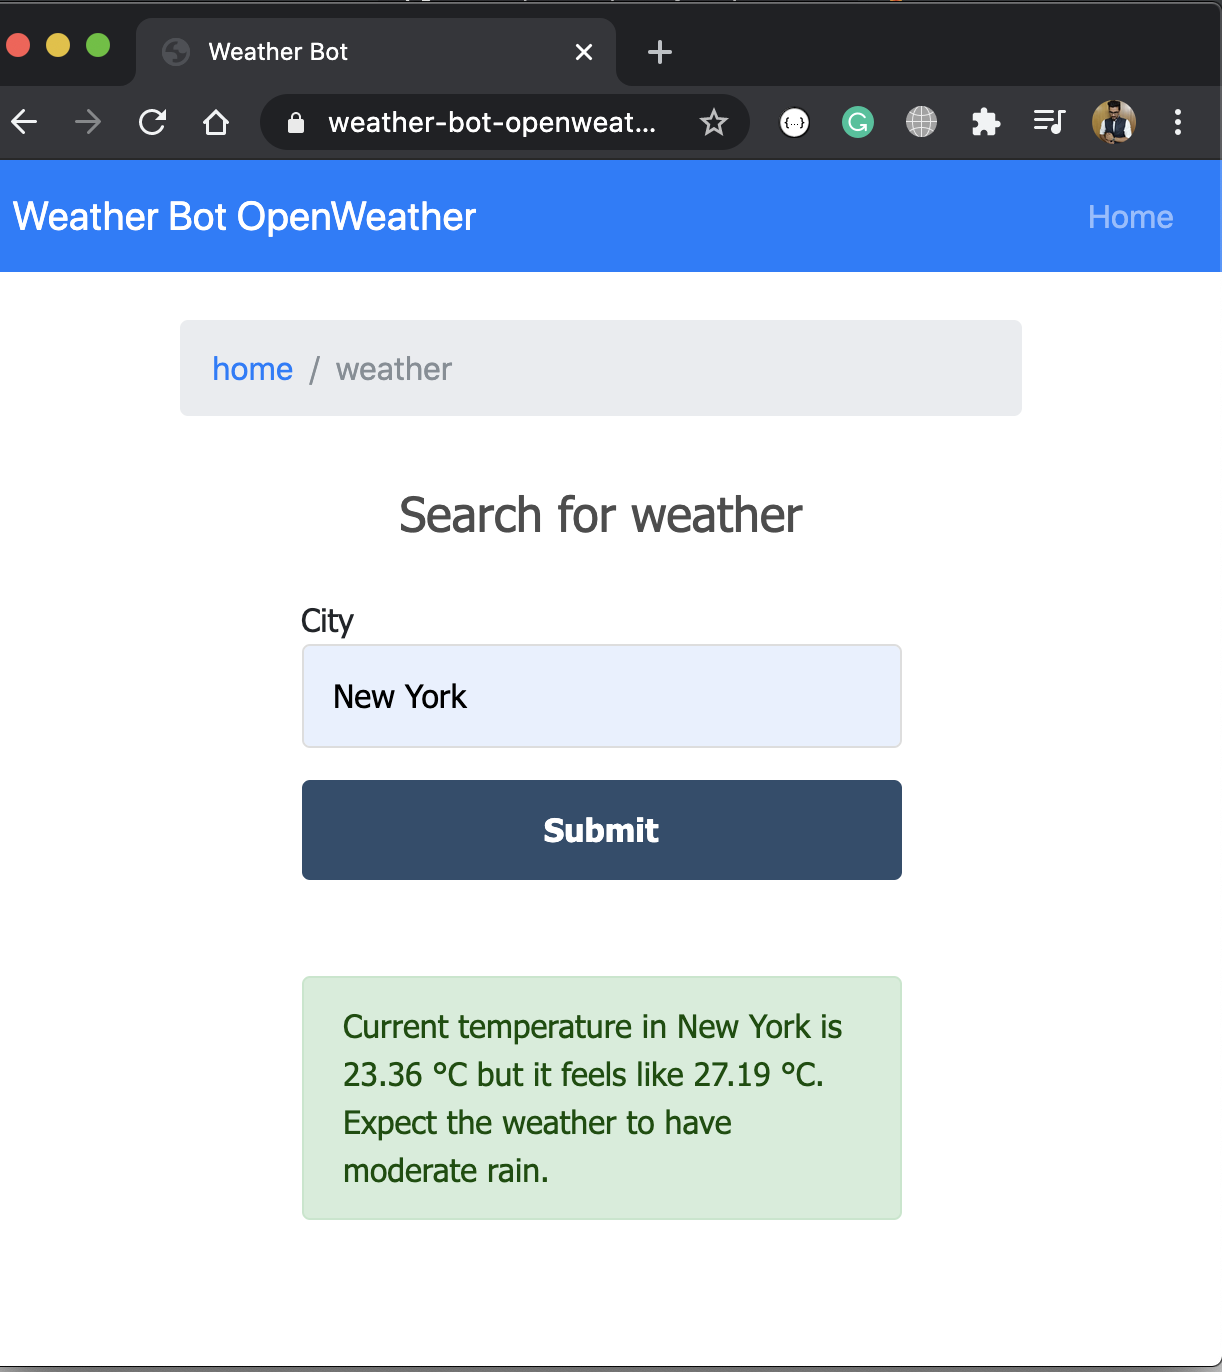 Weather Bot
weather-bot-openweat...
Weather Bot OpenWeather
Home
home / weather
Search for weather
City
New York
Submit
Current temperature in New York is
23.36 °C but it feels like 27.19 °C.
Expect the weather to have
moderate rain.